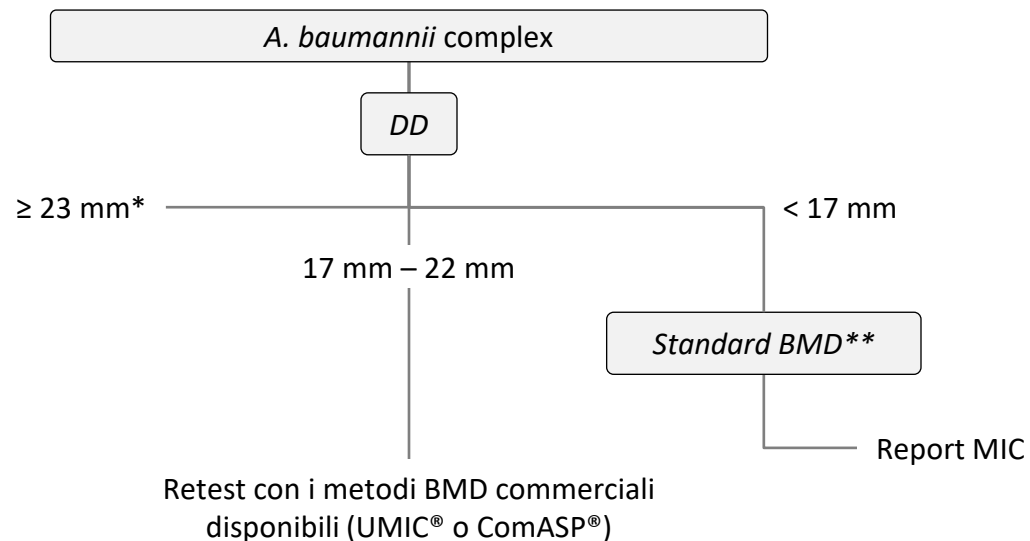 A. baumannii complex
DD
≥ 23 mm*
< 17 mm
17 mm – 22 mm
Standard BMD**
Report MIC
Retest con i metodi BMD commerciali
disponibili (UMIC® o ComASP®)